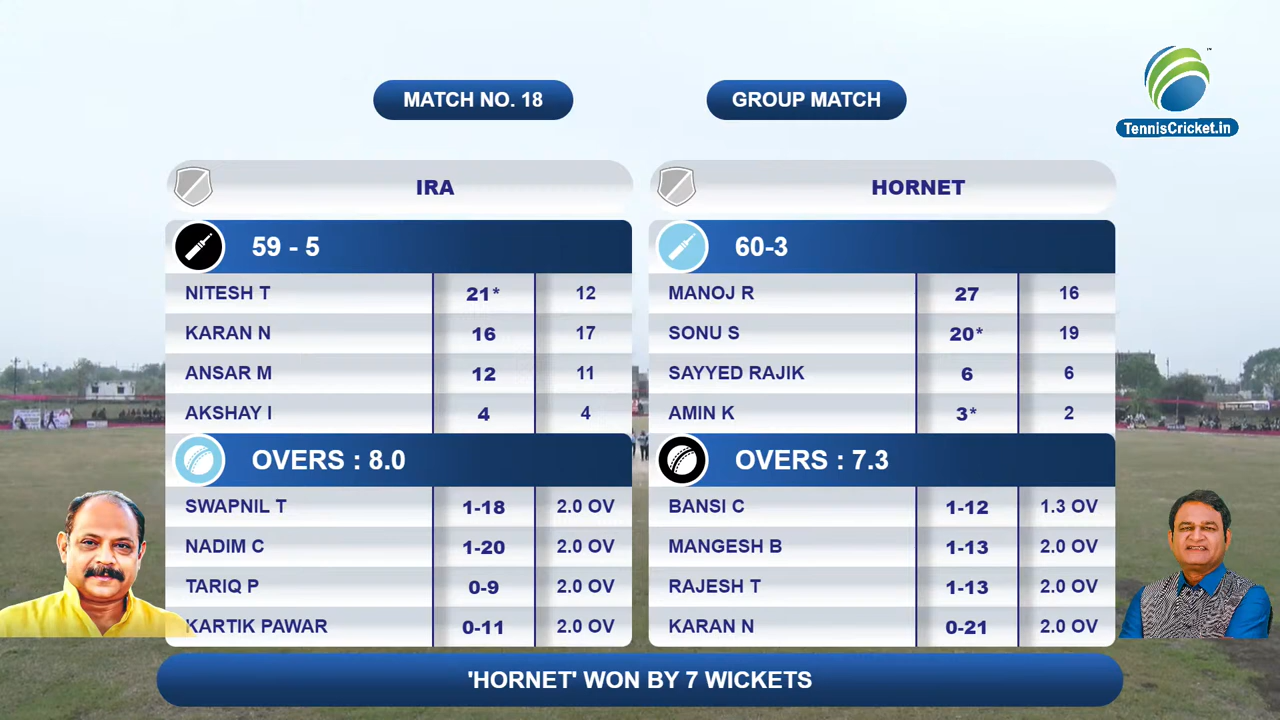 MATCH NO. 18
GROUP MATCH
TennisCricket.in
IRA
59 - 5
NITESH T 21* 12
KARAN N 16 17
ANSAR M 12 11
AKSHAY I 4 4
OVERS : 8.0
SWAPNIL T 1-18 2.0 OV
NADIM C 1-20 2.0 OV
TARIQ P 0-9 2.0 OV
KARTIK PAWAR 0-11 2.0 OV
HORNET
60-3
MANOJ R 27 16
SONU S 20* 19
SAYYED RAJIK 6 6
AMIN K 3* 2
OVERS : 7.3
BANSI C 1-12 1.3 OV
MANGESH B 1-13 2.0 OV
RAJESH T 1-13 2.0 OV
KARAN N 0-21 2.0 OV
'HORNET' WON BY 7 WICKETS